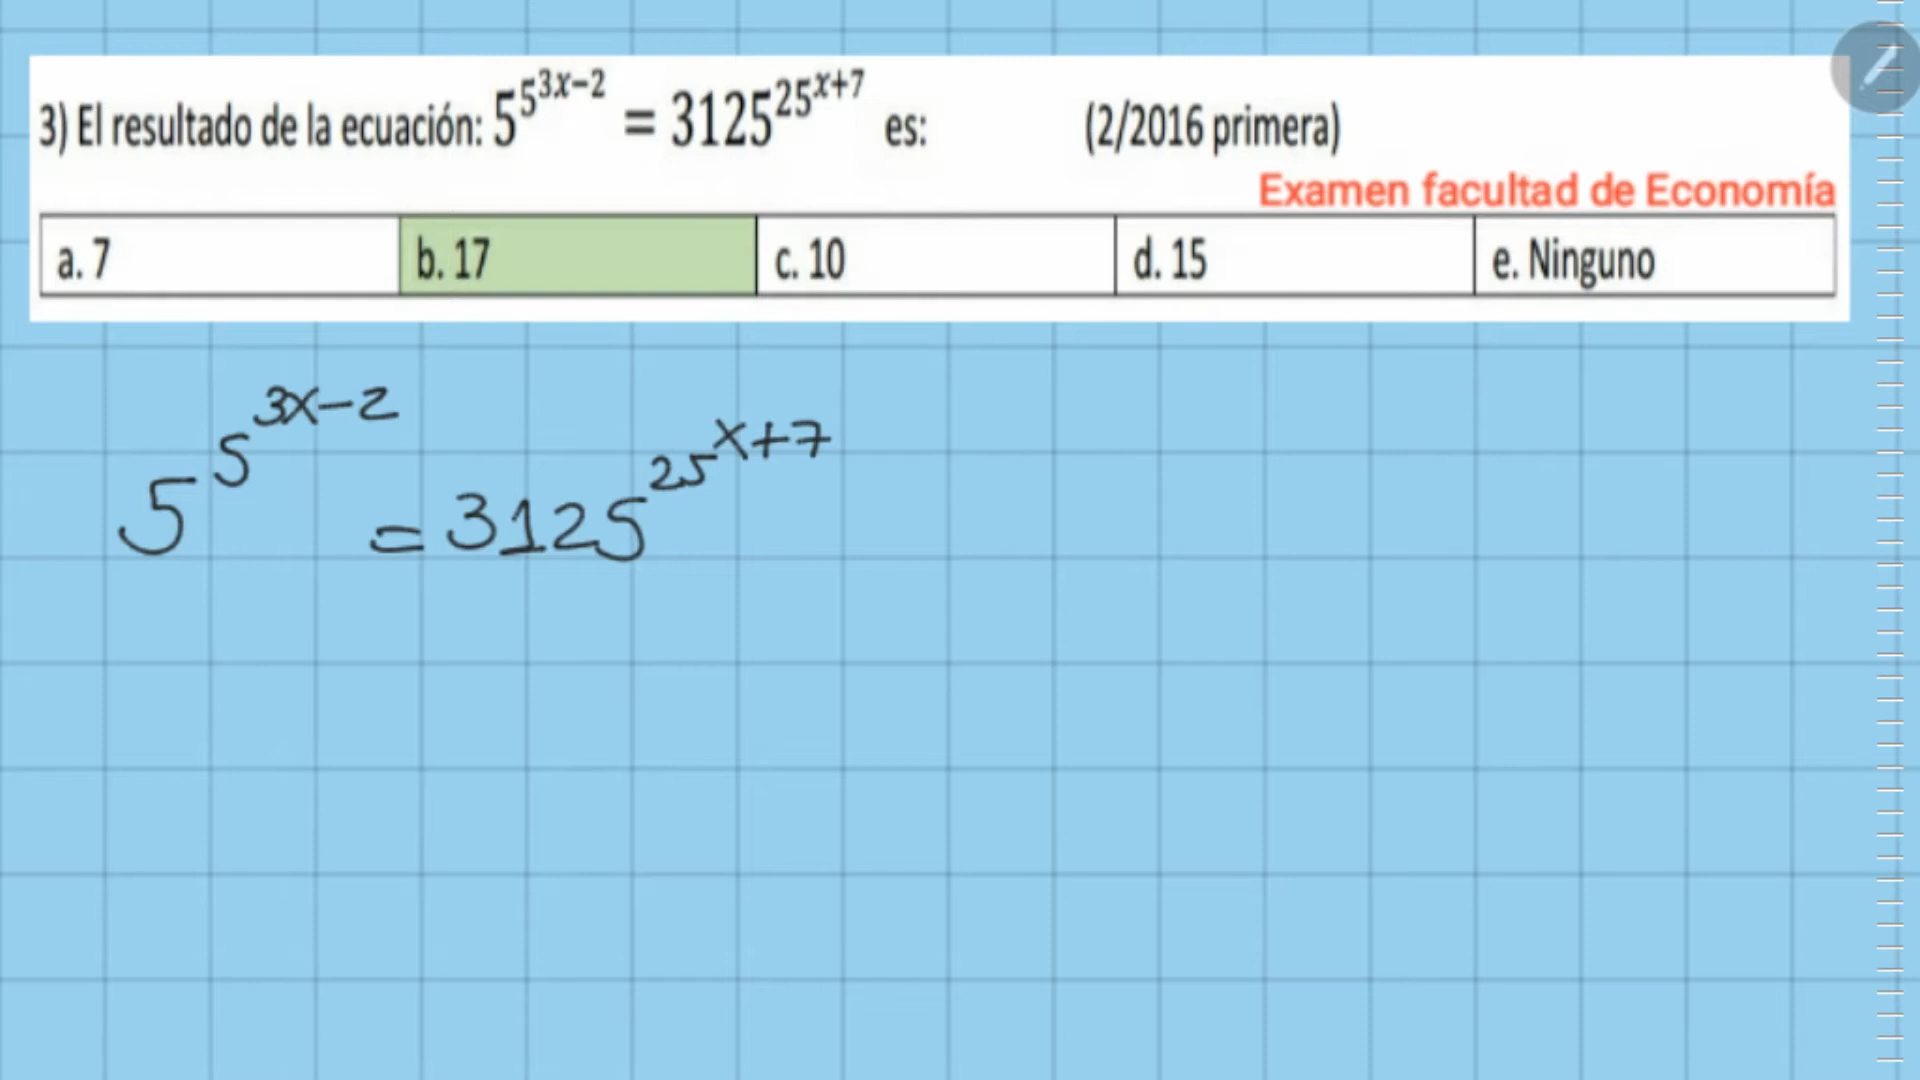 3) El resultado de la ecuación: 5^{5^{3x−2}} = 3125^{25^{x+7}} es: (2/2016 primera)
Examen facultad de Economía
a. 7 b. 17 c. 10 d. 15 e. Ninguno
5^{5^{3x−2}} = 3125^{25^{x+7}}